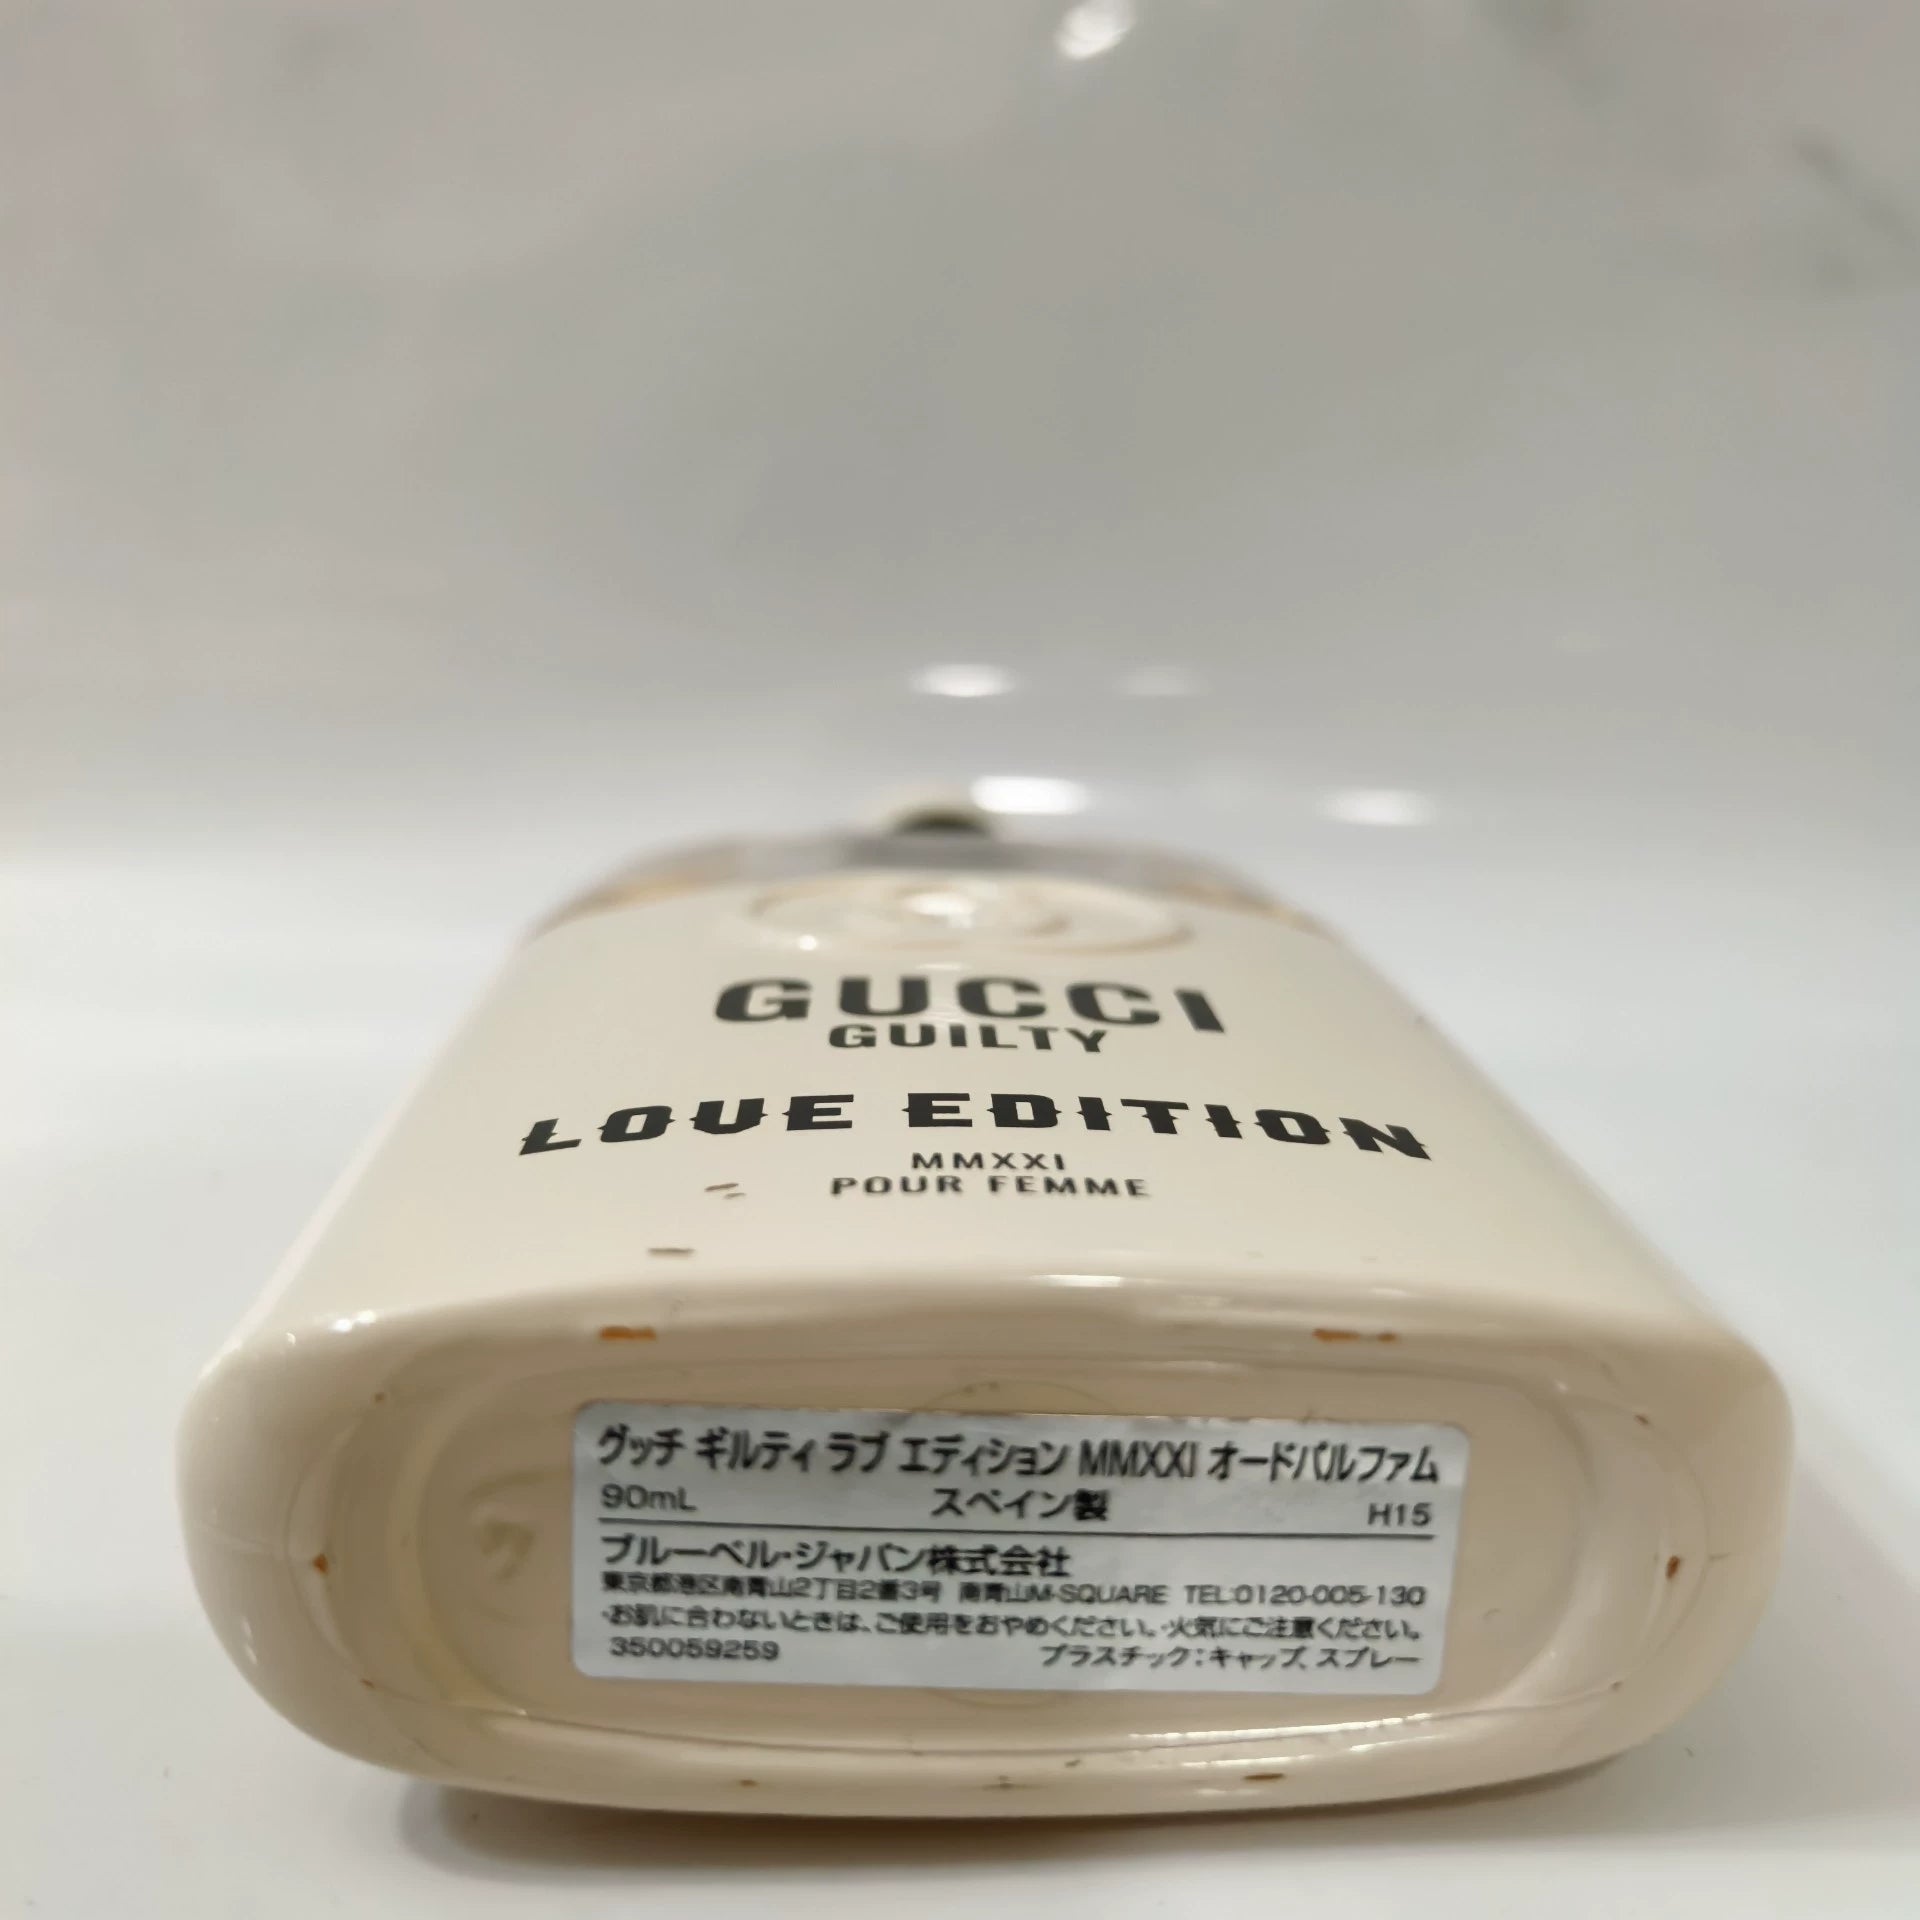 GUCCI
GUILTY
LOVE EDITION
MMXXI
POUR FEMME
グッチ ギルティ ラブ エディション MMXXI オードパルファム
90mL スペイン製 H15
ブルーベル・ジャパン株式会社
東京都港区南青山2丁目2番3号 南青山M-SQUARE TEL:0120-005-130
・お肌に合わないときは、ご使用をおやめください。・火気にご注意ください。
350059259 プラスチック：キャップ、スプレー